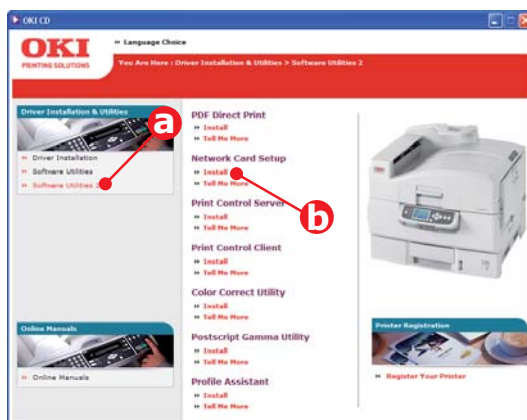 OKI CD
OKI
PRINTING SOLUTIONS
Language Choice
You Are Here : Driver Installation & Utilities > Software Utilities 2
Driver Installation & Utilities
Driver Installation
Software Utilities
Software Utilities 2
a
PDF Direct Print
Install
Tell Me More
Network Card Setup
Install
b
Tell Me More
Print Control Server
Install
Tell Me More
Print Control Client
Install
Tell Me More
Color Correct Utility
Install
Tell Me More
Postscript Gamma Utility
Install
Tell Me More
Profile Assistant
Install
Tell Me More
Online Manuals
Online Manuals
Printer Registration
Register Your Printer